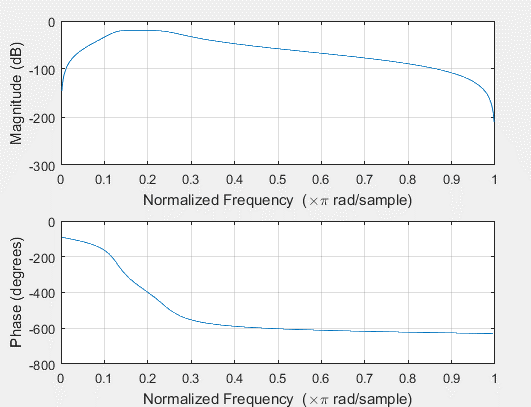 0
-100
-200
-300
Magnitude (dB)
0 0.1 0.2 0.3 0.4 0.5 0.6 0.7 0.8 0.9 1
Normalized Frequency (×π rad/sample)
0
-200
-400
-600
-800
Phase (degrees)
0 0.1 0.2 0.3 0.4 0.5 0.6 0.7 0.8 0.9 1
Normalized Frequency (×π rad/sample)